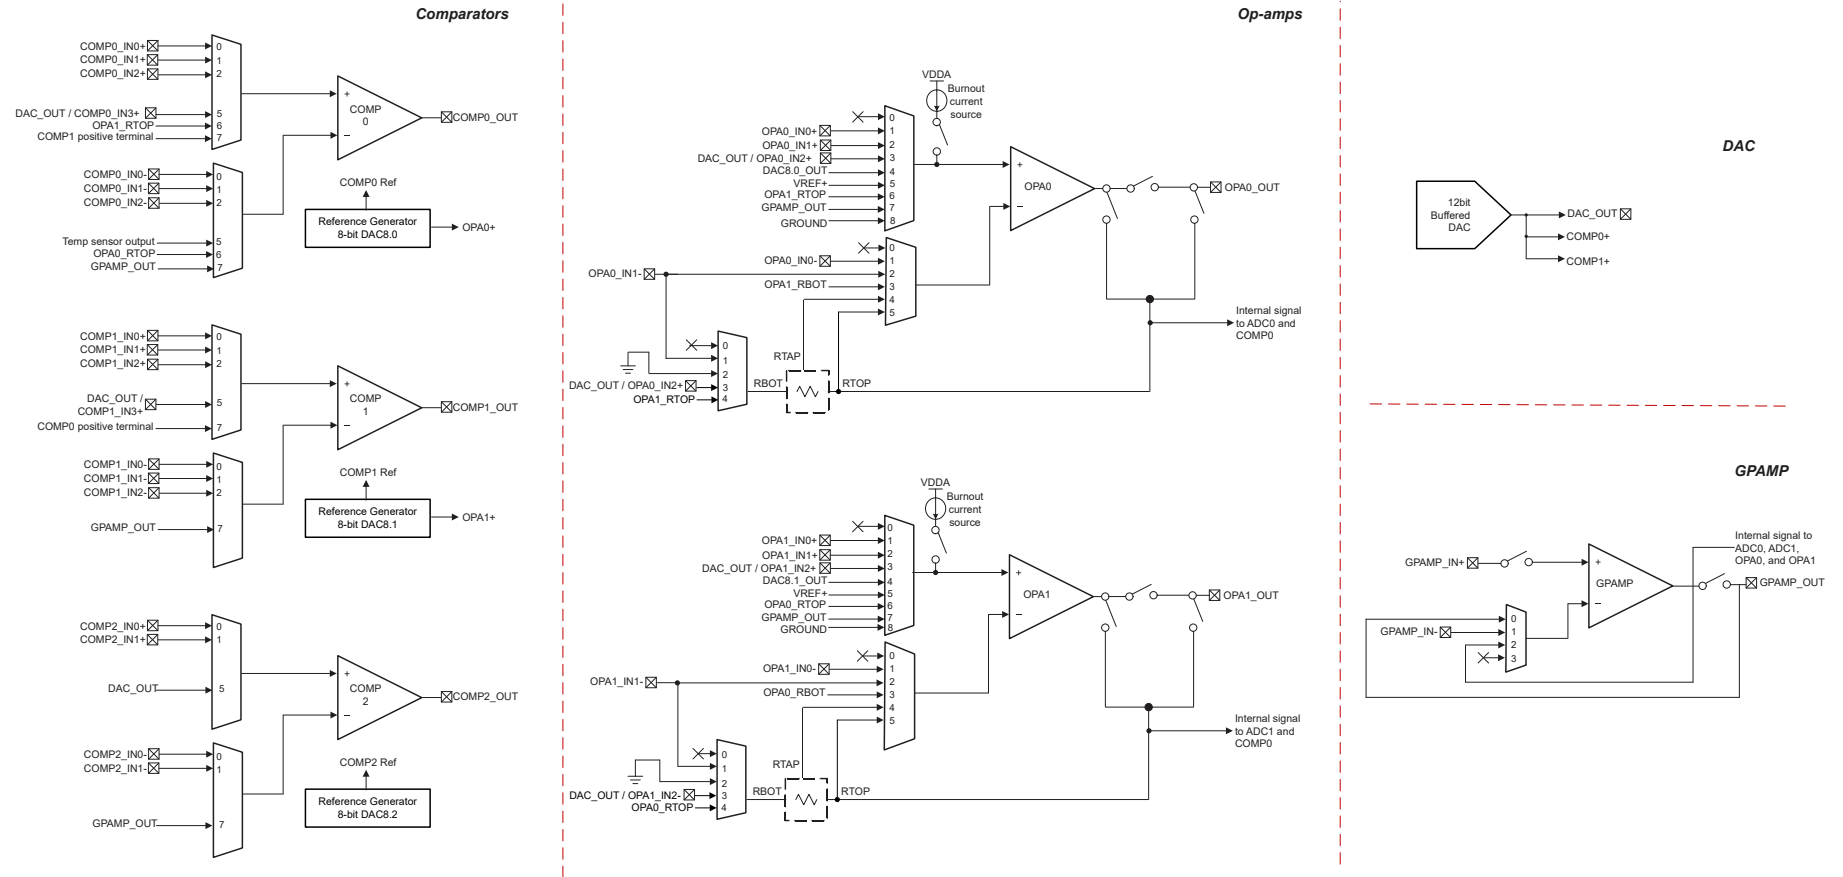 Comparators
COMP0_IN0+
COMP0_IN1+
COMP0_IN2+
DAC_OUT / COMP0_IN3+
OPA1_RTOP
COMP1 positive terminal
0
1
2
5
6
7
+
−
COMP
0
COMP0_OUT
COMP0_IN0-
COMP0_IN1-
COMP0_IN2-
Temp sensor output
OPA0_RTOP
GPAMP_OUT
0
1
2
5
6
7
COMP0 Ref
Reference Generator
8-bit DAC8.0
OPA0+
COMP1_IN0+
COMP1_IN1+
COMP1_IN2+
DAC_OUT /
COMP1_IN3+
COMP0 positive terminal
0
1
2
5
7
+
−
COMP
1
COMP1_OUT
COMP1_IN0-
COMP1_IN1-
COMP1_IN2-
GPAMP_OUT
0
1
2
7
COMP1 Ref
Reference Generator
8-bit DAC8.1
OPA1+
COMP2_IN0+
COMP2_IN1+
DAC_OUT
0
1
5
+
−
COMP
2
COMP2_OUT
COMP2_IN0-
COMP2_IN1-
GPAMP_OUT
0
1
7
COMP2 Ref
Reference Generator
8-bit DAC8.2
Op-amps
VDDA
Burnout
current
source
OPA0_IN0+
OPA0_IN1+
DAC_OUT / OPA0_IN2+
DAC8.0_OUT
VREF+
OPA1_RTOP
GPAMP_OUT
GROUND
0
1
2
3
4
5
6
7
8
+
−
OPA0
OPA0_OUT
OPA0_IN0-
OPA0_IN1-
OPA1_RBOT
0
1
2
3
4
5
Internal signal
to ADC0 and
COMP0
DAC_OUT / OPA0_IN2+
OPA1_RTOP
0
1
2
3
4
RBOT
RTAP
RTOP
VDDA
Burnout
current
source
OPA1_IN0+
OPA1_IN1+
DAC_OUT / OPA1_IN2+
DAC8.1_OUT
VREF+
OPA0_RTOP
GPAMP_OUT
GROUND
0
1
2
3
4
5
6
7
8
+
−
OPA1
OPA1_OUT
OPA1_IN0-
OPA1_IN1-
OPA0_RBOT
0
1
2
3
4
5
Internal signal
to ADC1 and
COMP0
DAC_OUT / OPA1_IN2-
OPA0_RTOP
0
1
2
3
4
RBOT
RTAP
RTOP
DAC
12bit
Buffered
DAC
DAC_OUT
COMP0+
COMP1+
GPAMP
Internal signal to
ADC0, ADC1,
OPA0, and OPA1
GPAMP_IN+
+
−
GPAMP
GPAMP_OUT
GPAMP_IN-
0
1
2
3